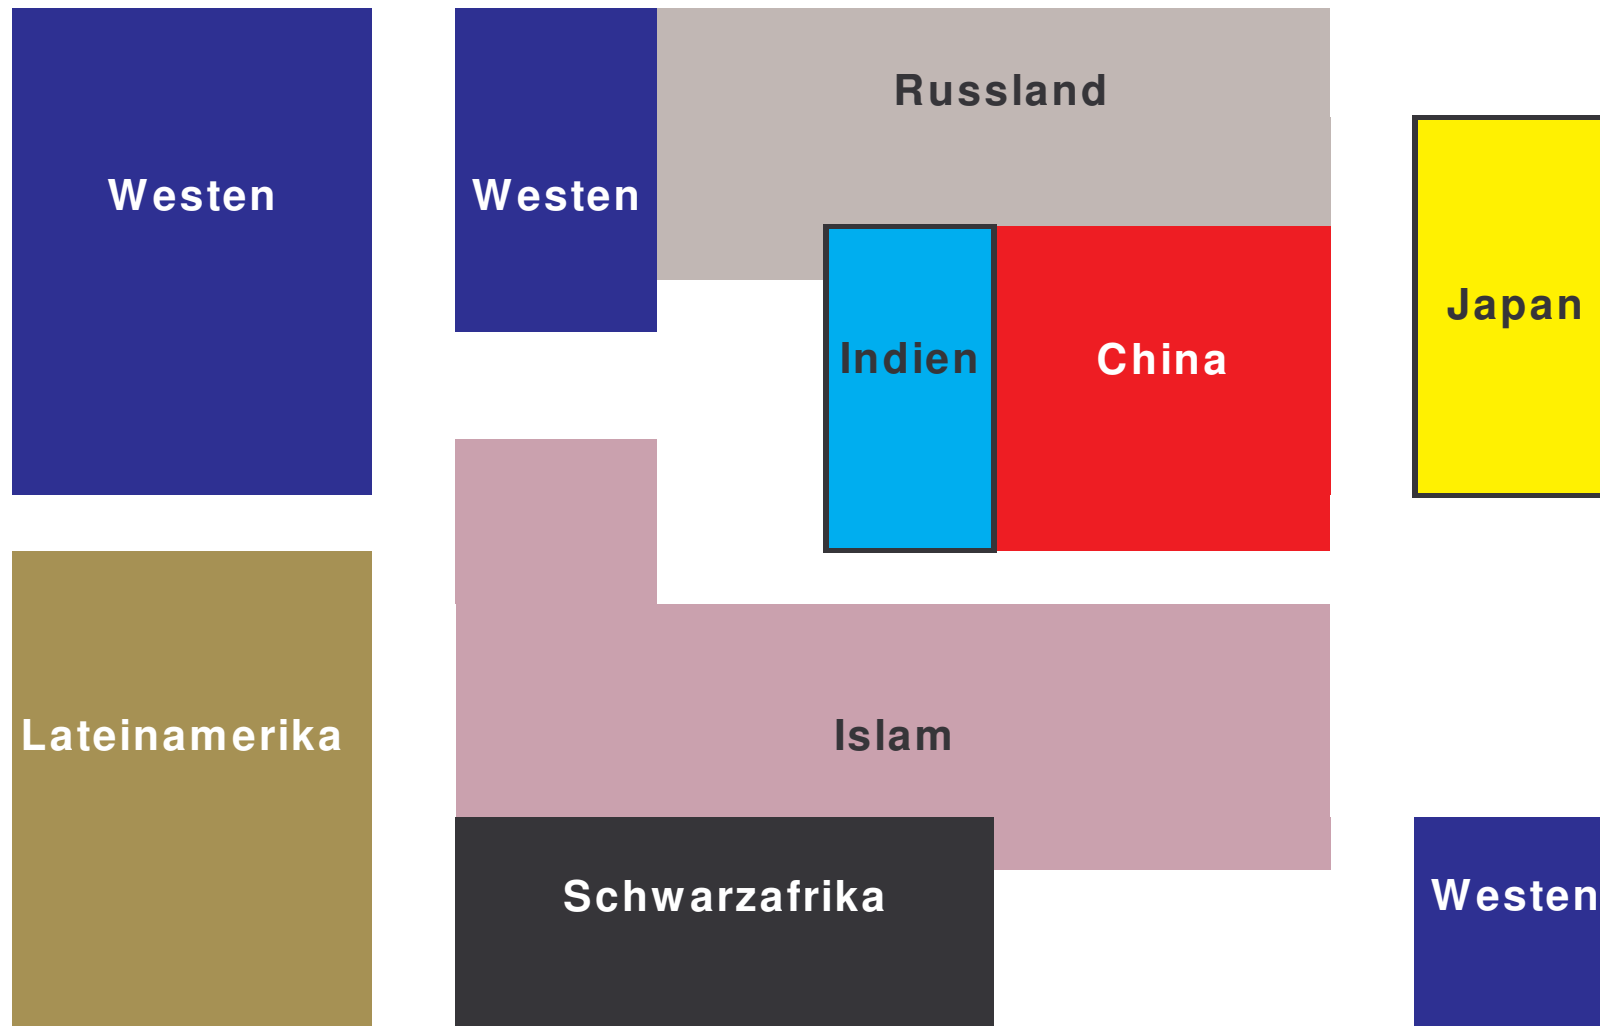 Russland
Westen
Westen
Japan
Indien
China
Lateinamerika
Islam
Schwarzafrika
Westen